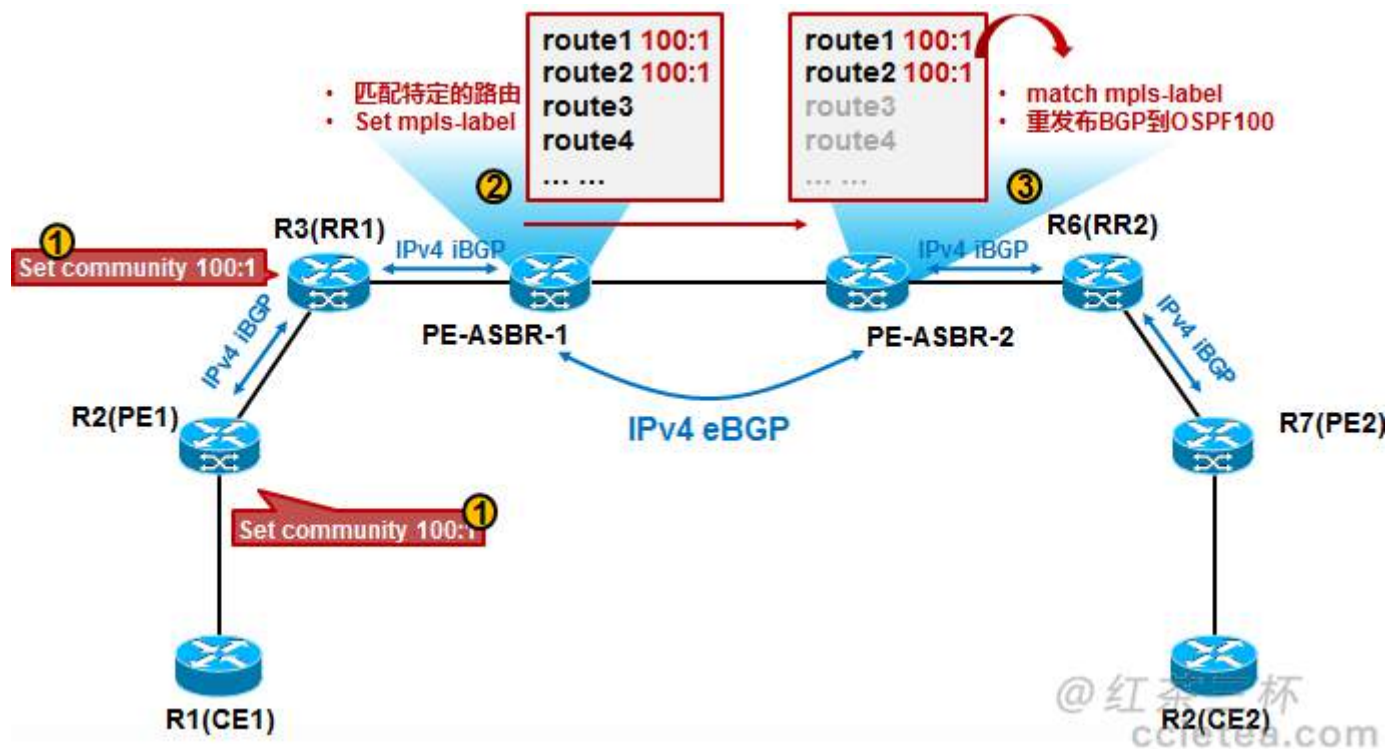 route1 100:1
route2 100:1
route3
route4
... ...
route1 100:1
route2 100:1
route3
route4
... ...
• 匹配特定的路由
• Set mpls-label
• match mpls-label
• 重发布BGP到OSPF100
②
③
①
Set community 100:1
R3(RR1)
IPv4 iBGP
IPv4 iBGP
R6(RR2)
PE-ASBR-1
PE-ASBR-2
IPv4 iBGP
IPv4 iBGP
R2(PE1)
IPv4 eBGP
R7(PE2)
①
Set community 100:1
R1(CE1)
R2(CE2)
@红茶三杯
ccietea.com